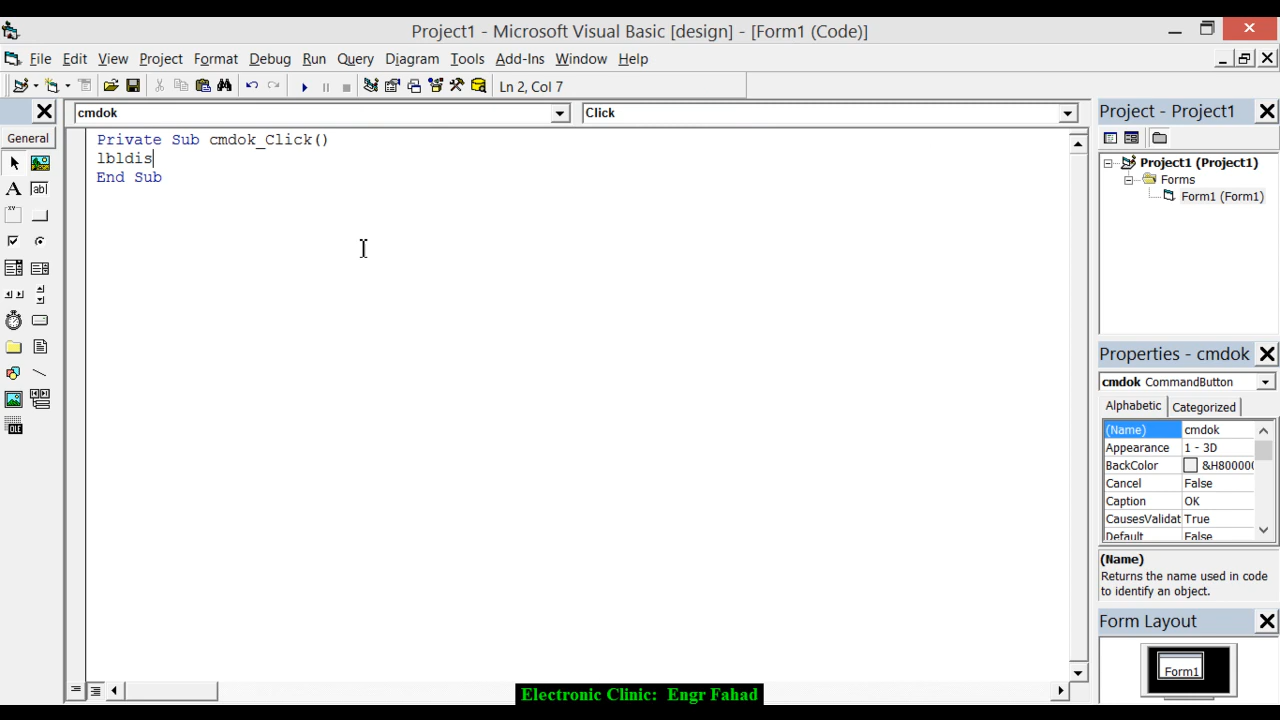 Project1 - Microsoft Visual Basic [design] - [Form1 (Code)]
File Edit View Project Format Debug Run Query Diagram Tools Add-Ins Window Help
Ln 2, Col 7
cmdok
Click
Project - Project1
General
Private Sub cmdok_Click()
lbldis
End Sub
Project1 (Project1)
Forms
Form1 (Form1)
Properties - cmdok
cmdok CommandButton
Alphabetic Categorized
(Name) cmdok
Appearance 1 - 3D
BackColor &H800000
Cancel False
Caption OK
CausesValidat True
Default False
(Name)
Returns the name used in code
to identify an object.
Form Layout
Form1
Electronic Clinic: Engr Fahad